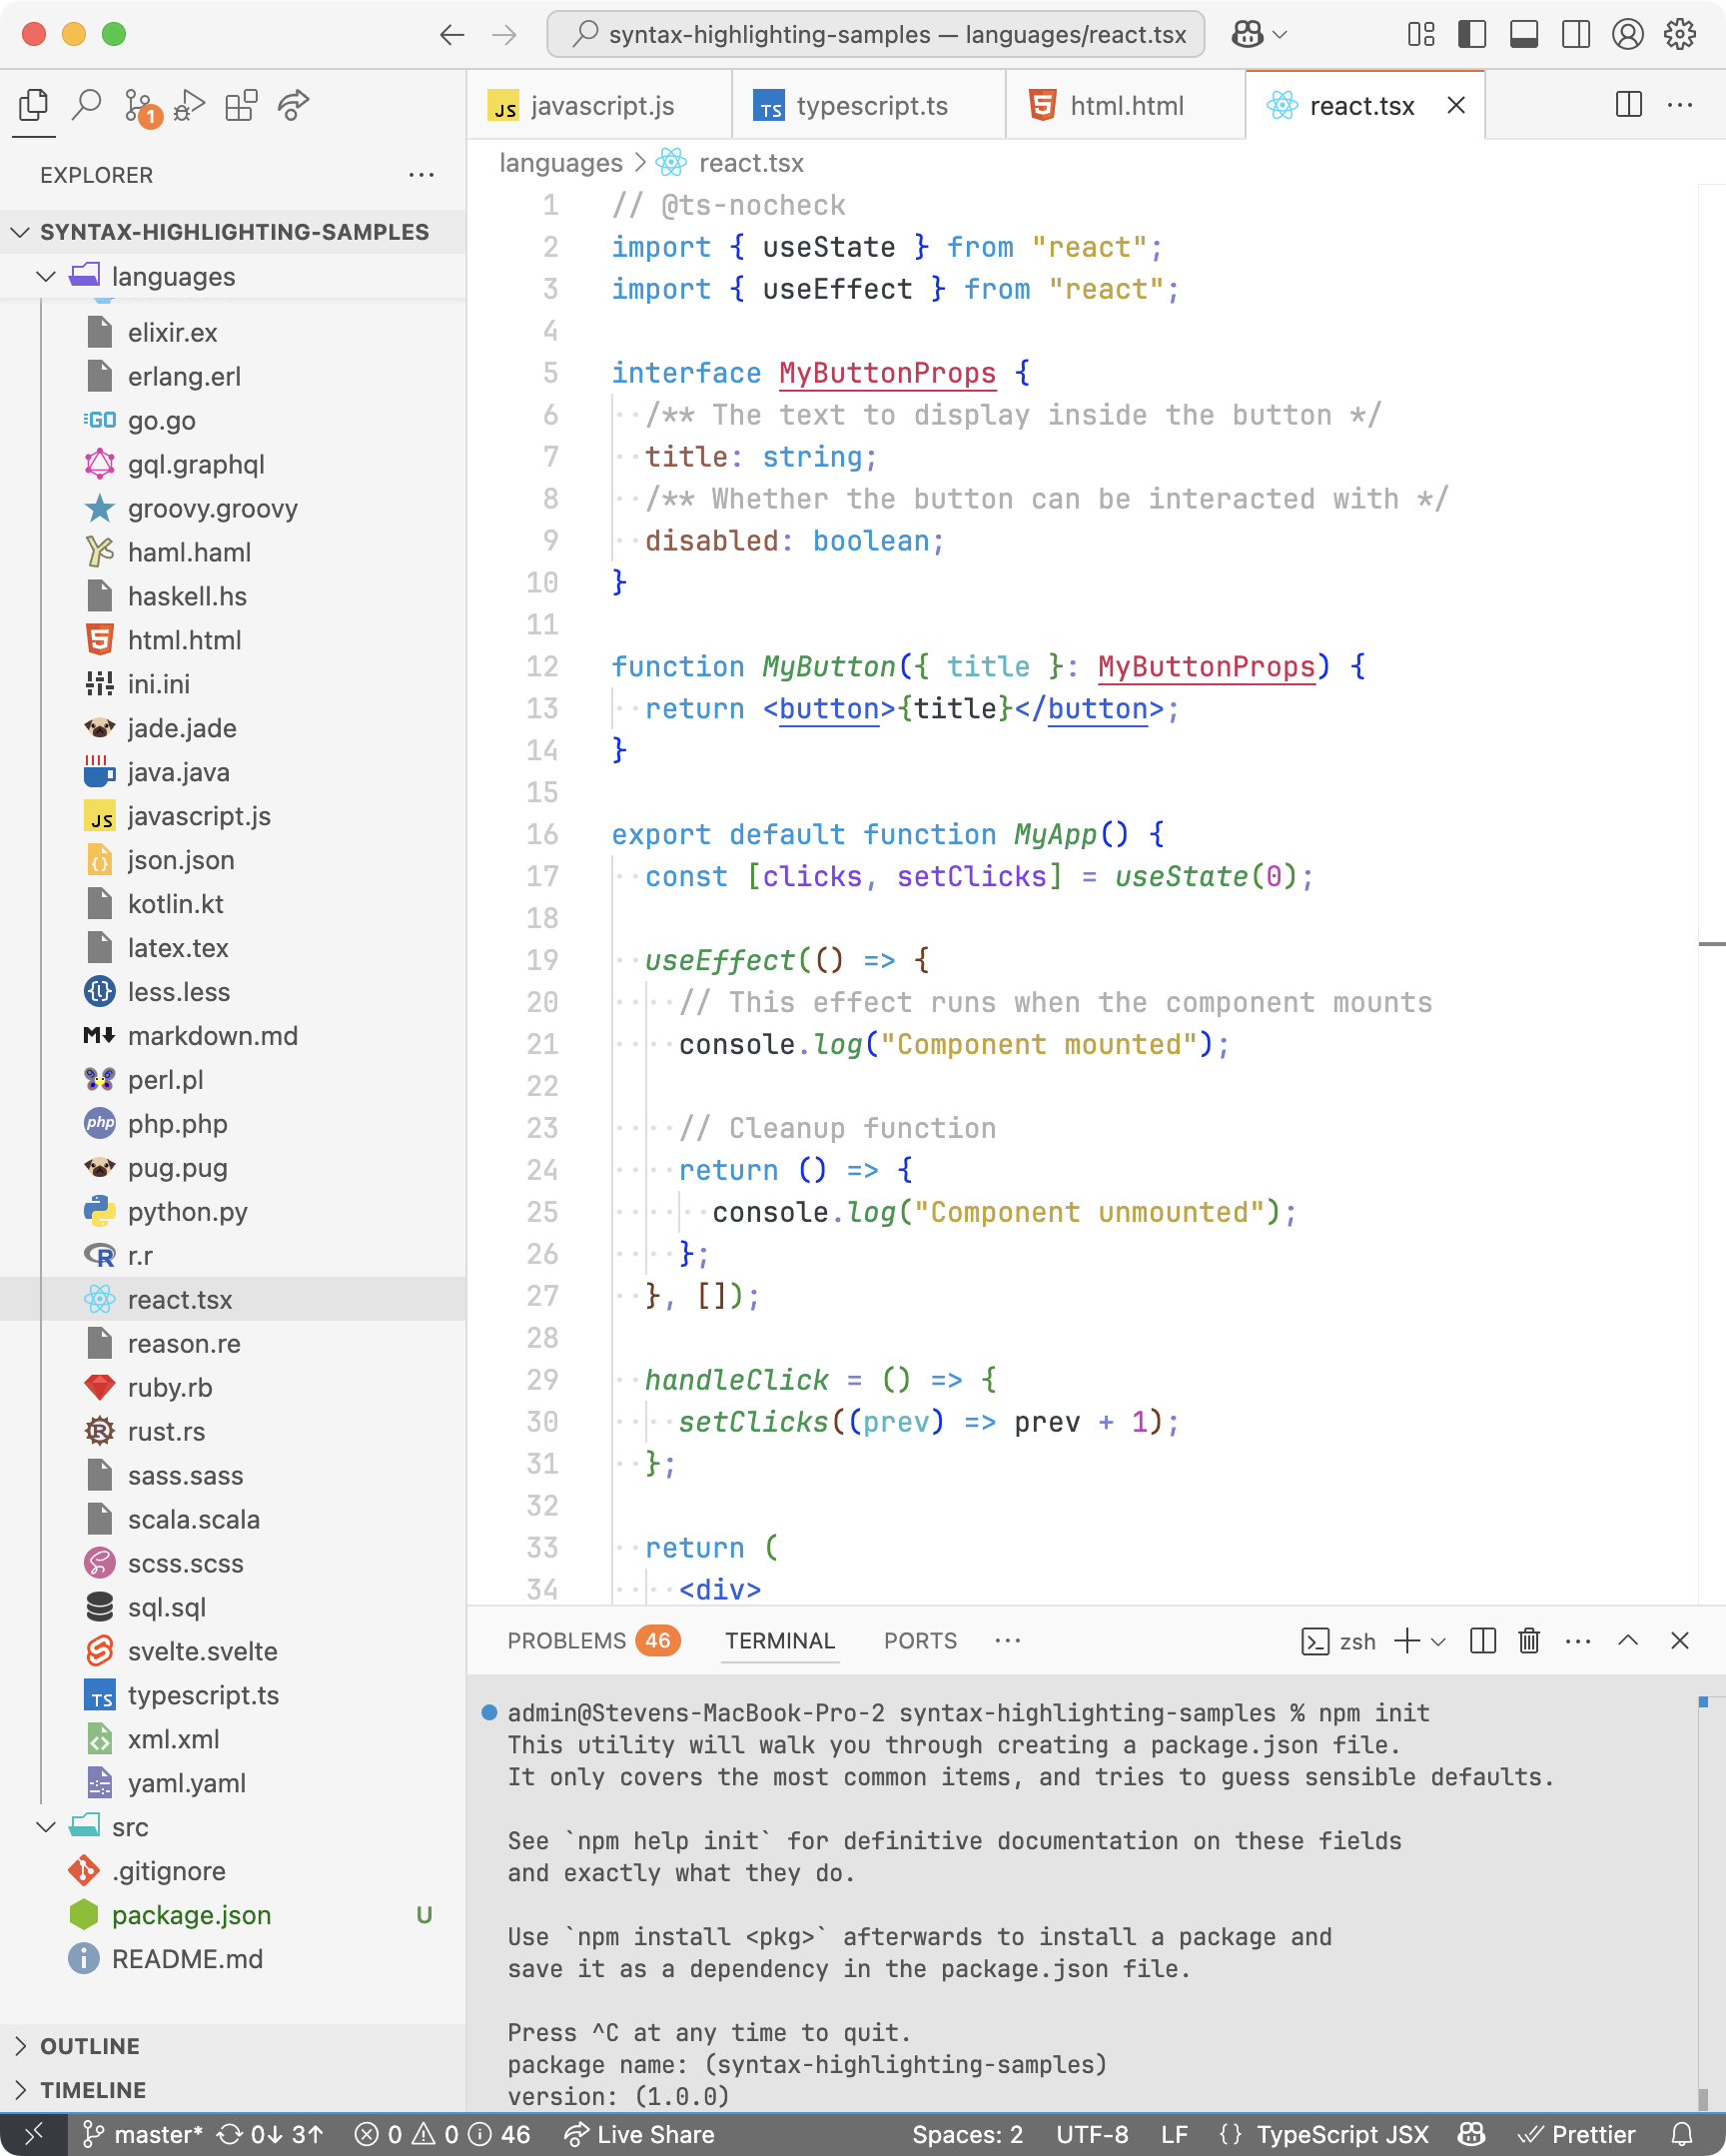 syntax-highlighting-samples — languages/react.tsx
1
JS javascript.js
TS typescript.ts
html.html
react.tsx
EXPLORER
SYNTAX-HIGHLIGHTING-SAMPLES
languages
elixir.ex
erlang.erl
GO go.go
gql.graphql
groovy.groovy
haml.haml
haskell.hs
html.html
ini.ini
jade.jade
java.java
JS javascript.js
json.json
kotlin.kt
latex.tex
less.less
markdown.md
perl.pl
php php.php
pug.pug
python.py
r.r
react.tsx
reason.re
ruby.rb
rust.rs
sass.sass
scala.scala
scss.scss
sql.sql
svelte.svelte
TS typescript.ts
xml.xml
yaml.yaml
src
.gitignore
package.json U
README.md
OUTLINE
TIMELINE
languages > react.tsx
1 // @ts-nocheck
2 import { useState } from "react";
3 import { useEffect } from "react";
4
5 interface MyButtonProps {
6 /** The text to display inside the button */
7 title: string;
8 /** Whether the button can be interacted with */
9 disabled: boolean;
10 }
11
12 function MyButton({ title }: MyButtonProps) {
13 return <button>{title}</button>;
14 }
15
16 export default function MyApp() {
17 const [clicks, setClicks] = useState(0);
18
19 useEffect(() => {
20 // This effect runs when the component mounts
21 console.log("Component mounted");
22
23 // Cleanup function
24 return () => {
25 console.log("Component unmounted");
26 };
27 }, []);
28
29 handleClick = () => {
30 setClicks((prev) => prev + 1);
31 };
32
33 return (
34 <div>
PROBLEMS 46 TERMINAL PORTS ··· zsh
admin@Stevens-MacBook-Pro-2 syntax-highlighting-samples % npm init
This utility will walk you through creating a package.json file.
It only covers the most common items, and tries to guess sensible defaults.
See `npm help init` for definitive documentation on these fields
and exactly what they do.
Use `npm install <pkg>` afterwards to install a package and
save it as a dependency in the package.json file.
Press ^C at any time to quit.
package name: (syntax-highlighting-samples)
version: (1.0.0)
master* 0↓ 3↑ 0 0 46 Live Share Spaces: 2 UTF-8 LF {} TypeScript JSX Prettier